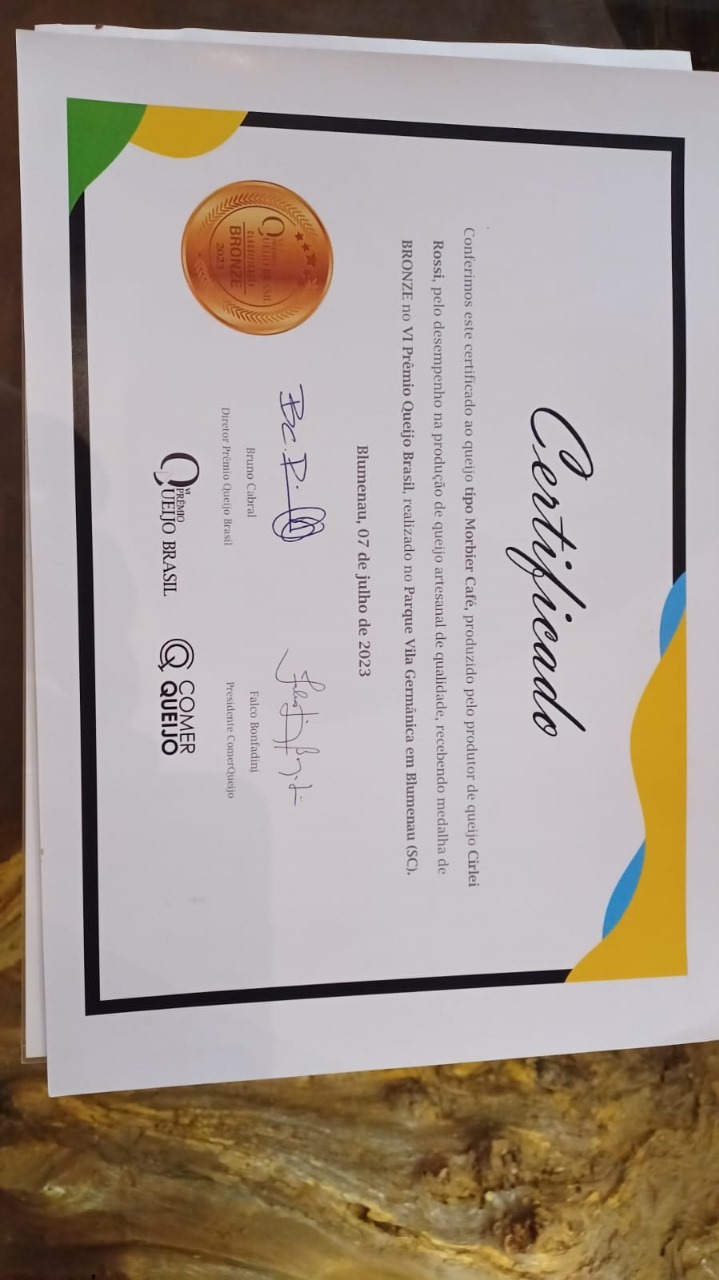 Certificado
Conferimos este certificado ao queijo tipo Morbier Café, produzido pelo produtor de queijo Cirlei
Rossi, pelo desempenho na produção de queijo artesanal de qualidade, recebendo medalha de
BRONZE no VI Prêmio Queijo Brasil, realizado no Parque Vila Germânica em Blumenau (SC).
Blumenau, 07 de julho de 2023
QUEIJO BRASIL
BRONZE
2023
Bruno Cabral
Diretor Prêmio Queijo Brasil
Falco Bonfadini
Presidente ComerQueijo
VI
PRÊMIO
QUEIJO BRASIL
COMER
QUEIJO